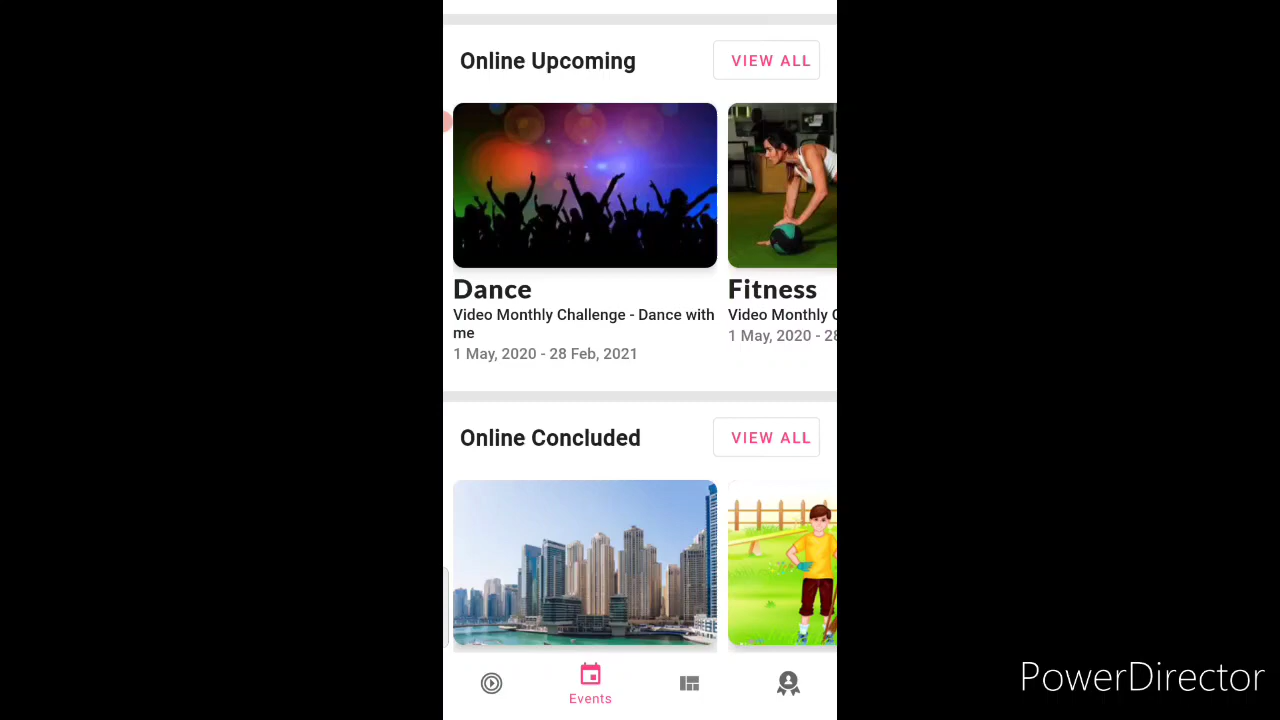 Online Upcoming
VIEW ALL
Dance
Video Monthly Challenge - Dance with
me
1 May, 2020 - 28 Feb, 2021
Fitness
Video Monthly
1 May, 2020 - 28
Online Concluded
VIEW ALL
Events
PowerDirector